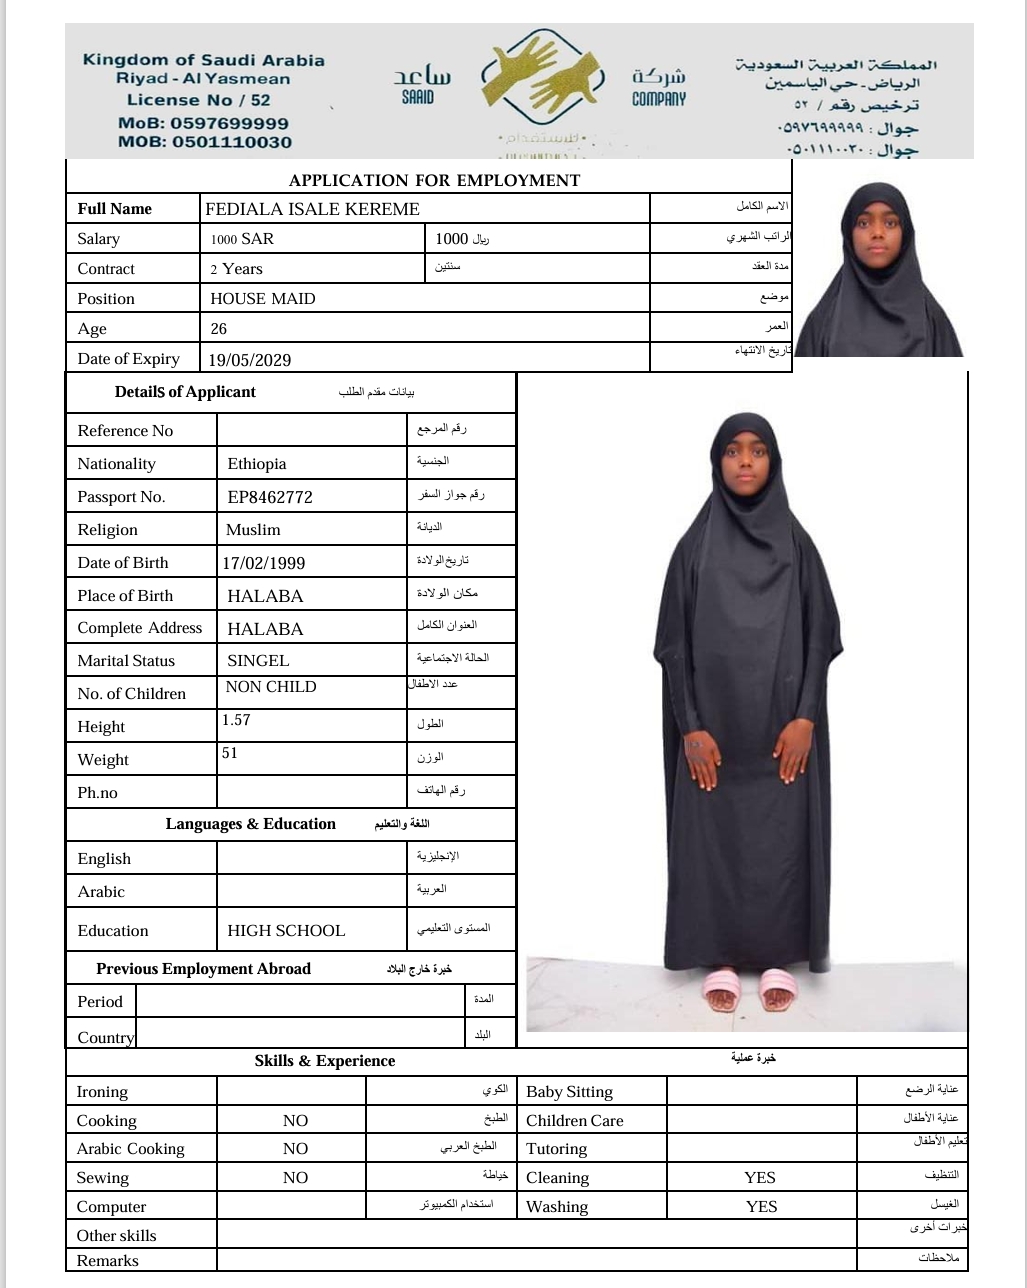 Kingdom of Saudi Arabia
Riyad - Al Yasmean
License No / 52
MoB: 0597699999
MOB: 0501110030
ساعد
SAAID
شركة
COMPANY
للاستقدام
المملكة العربية السعودية
الرياض - حي الياسمين
ترخيص رقم / ٥٢
جوال : ٠٥٩٧٦٩٩٩٩٩
جوال : ٠٥٠١١١٠٠٣٠
APPLICATION FOR EMPLOYMENT
Full Name FEDIALA ISALE KEREME الاسم الكامل
Salary 1000 SAR 1000 ريال الراتب الشهري
Contract 2 Years سنتين مدة العقد
Position HOUSE MAID موضع
Age 26 العمر
Date of Expiry 19/05/2029 تاريخ الانتهاء
Details of Applicant بيانات مقدم الطلب
Reference No رقم المرجع
Nationality Ethiopia الجنسية
Passport No. EP8462772 رقم جواز السفر
Religion Muslim الديانة
Date of Birth 17/02/1999 تاريخ الولادة
Place of Birth HALABA مكان الولادة
Complete Address HALABA العنوان الكامل
Marital Status SINGEL الحالة الاجتماعية
No. of Children NON CHILD عدد الاطفال
Height 1.57 الطول
Weight 51 الوزن
Ph.no رقم الهاتف
Languages & Education اللغة والتعليم
English الإنجليزية
Arabic العربية
Education HIGH SCHOOL المستوى التعليمي
Previous Employment Abroad خبرة خارج البلاد
Period المدة
Country البلد
Skills & Experience خبرة عملية
Ironing الكوي Baby Sitting عناية الرضع
Cooking NO الطبخ Children Care عناية الأطفال
Arabic Cooking NO الطبخ العربي Tutoring تعليم الأطفال
Sewing NO خياطة Cleaning YES التنظيف
Computer استخدام الكمبيوتر Washing YES الغيسل
Other skills خبرات أخرى
Remarks ملاحظات